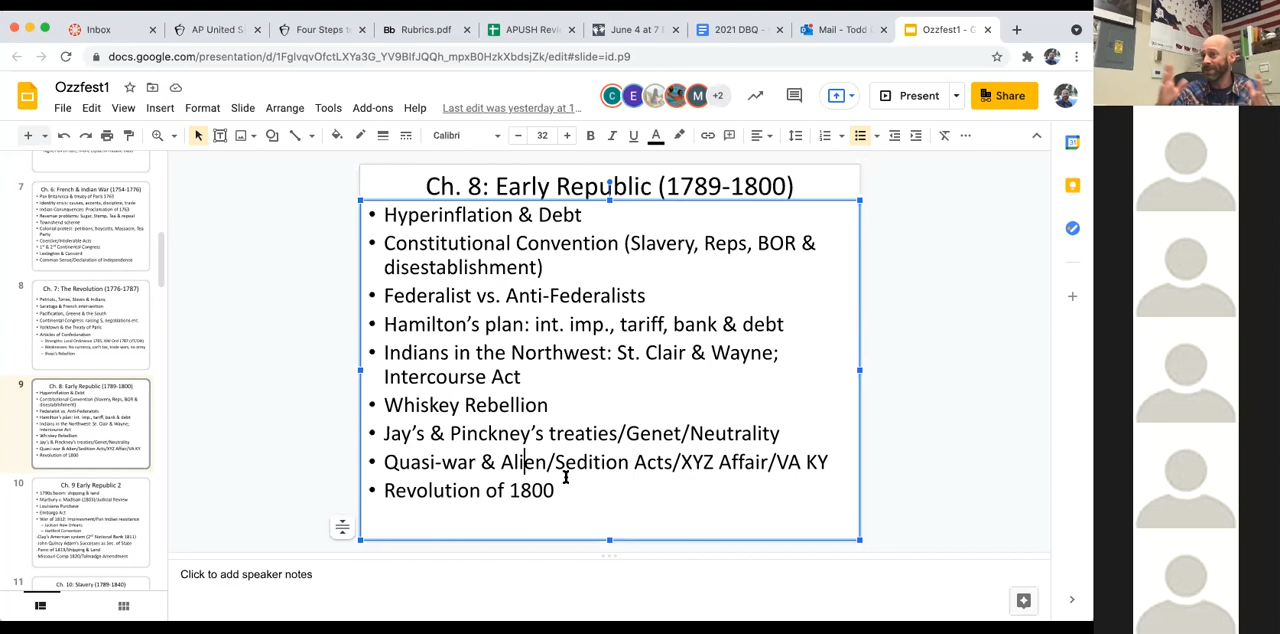 Inbox
AP United S
Four Steps t
Bb Rubrics.pdf
APUSH Revi
June 4 at 7
2021 DBQ -
Mail - Todd
Ozzfest1 - G
docs.google.com/presentation/d/
/edit#slide=id.p9
Ozzfest1
File Edit View Insert Format Slide Arrange Tools Add-ons Help Last edit was yesterday at 1...
C E M +2
Present
Share
Calibri
32
B I U A
7
Ch. 6: French & Indian War (1754-1776)
8
Ch. 7: The Revolution (1776-1787)
9
Ch. 8: Early Republic (1789-1800)
10
Ch. 9 Early Republic 2
11
Ch. 10: Slavery (1789-1840)
Ch. 8: Early Republic (1789-1800)
• Hyperinflation & Debt
• Constitutional Convention (Slavery, Reps, BOR &
disestablishment)
• Federalist vs. Anti-Federalists
• Hamilton's plan: int. imp., tariff, bank & debt
• Indians in the Northwest: St. Clair & Wayne;
Intercourse Act
• Whiskey Rebellion
• Jay's & Pinckney's treaties/Genet/Neutrality
• Quasi-war & Alien/Sedition Acts/XYZ Affair/VA KY
• Revolution of 1800
Click to add speaker notes
31